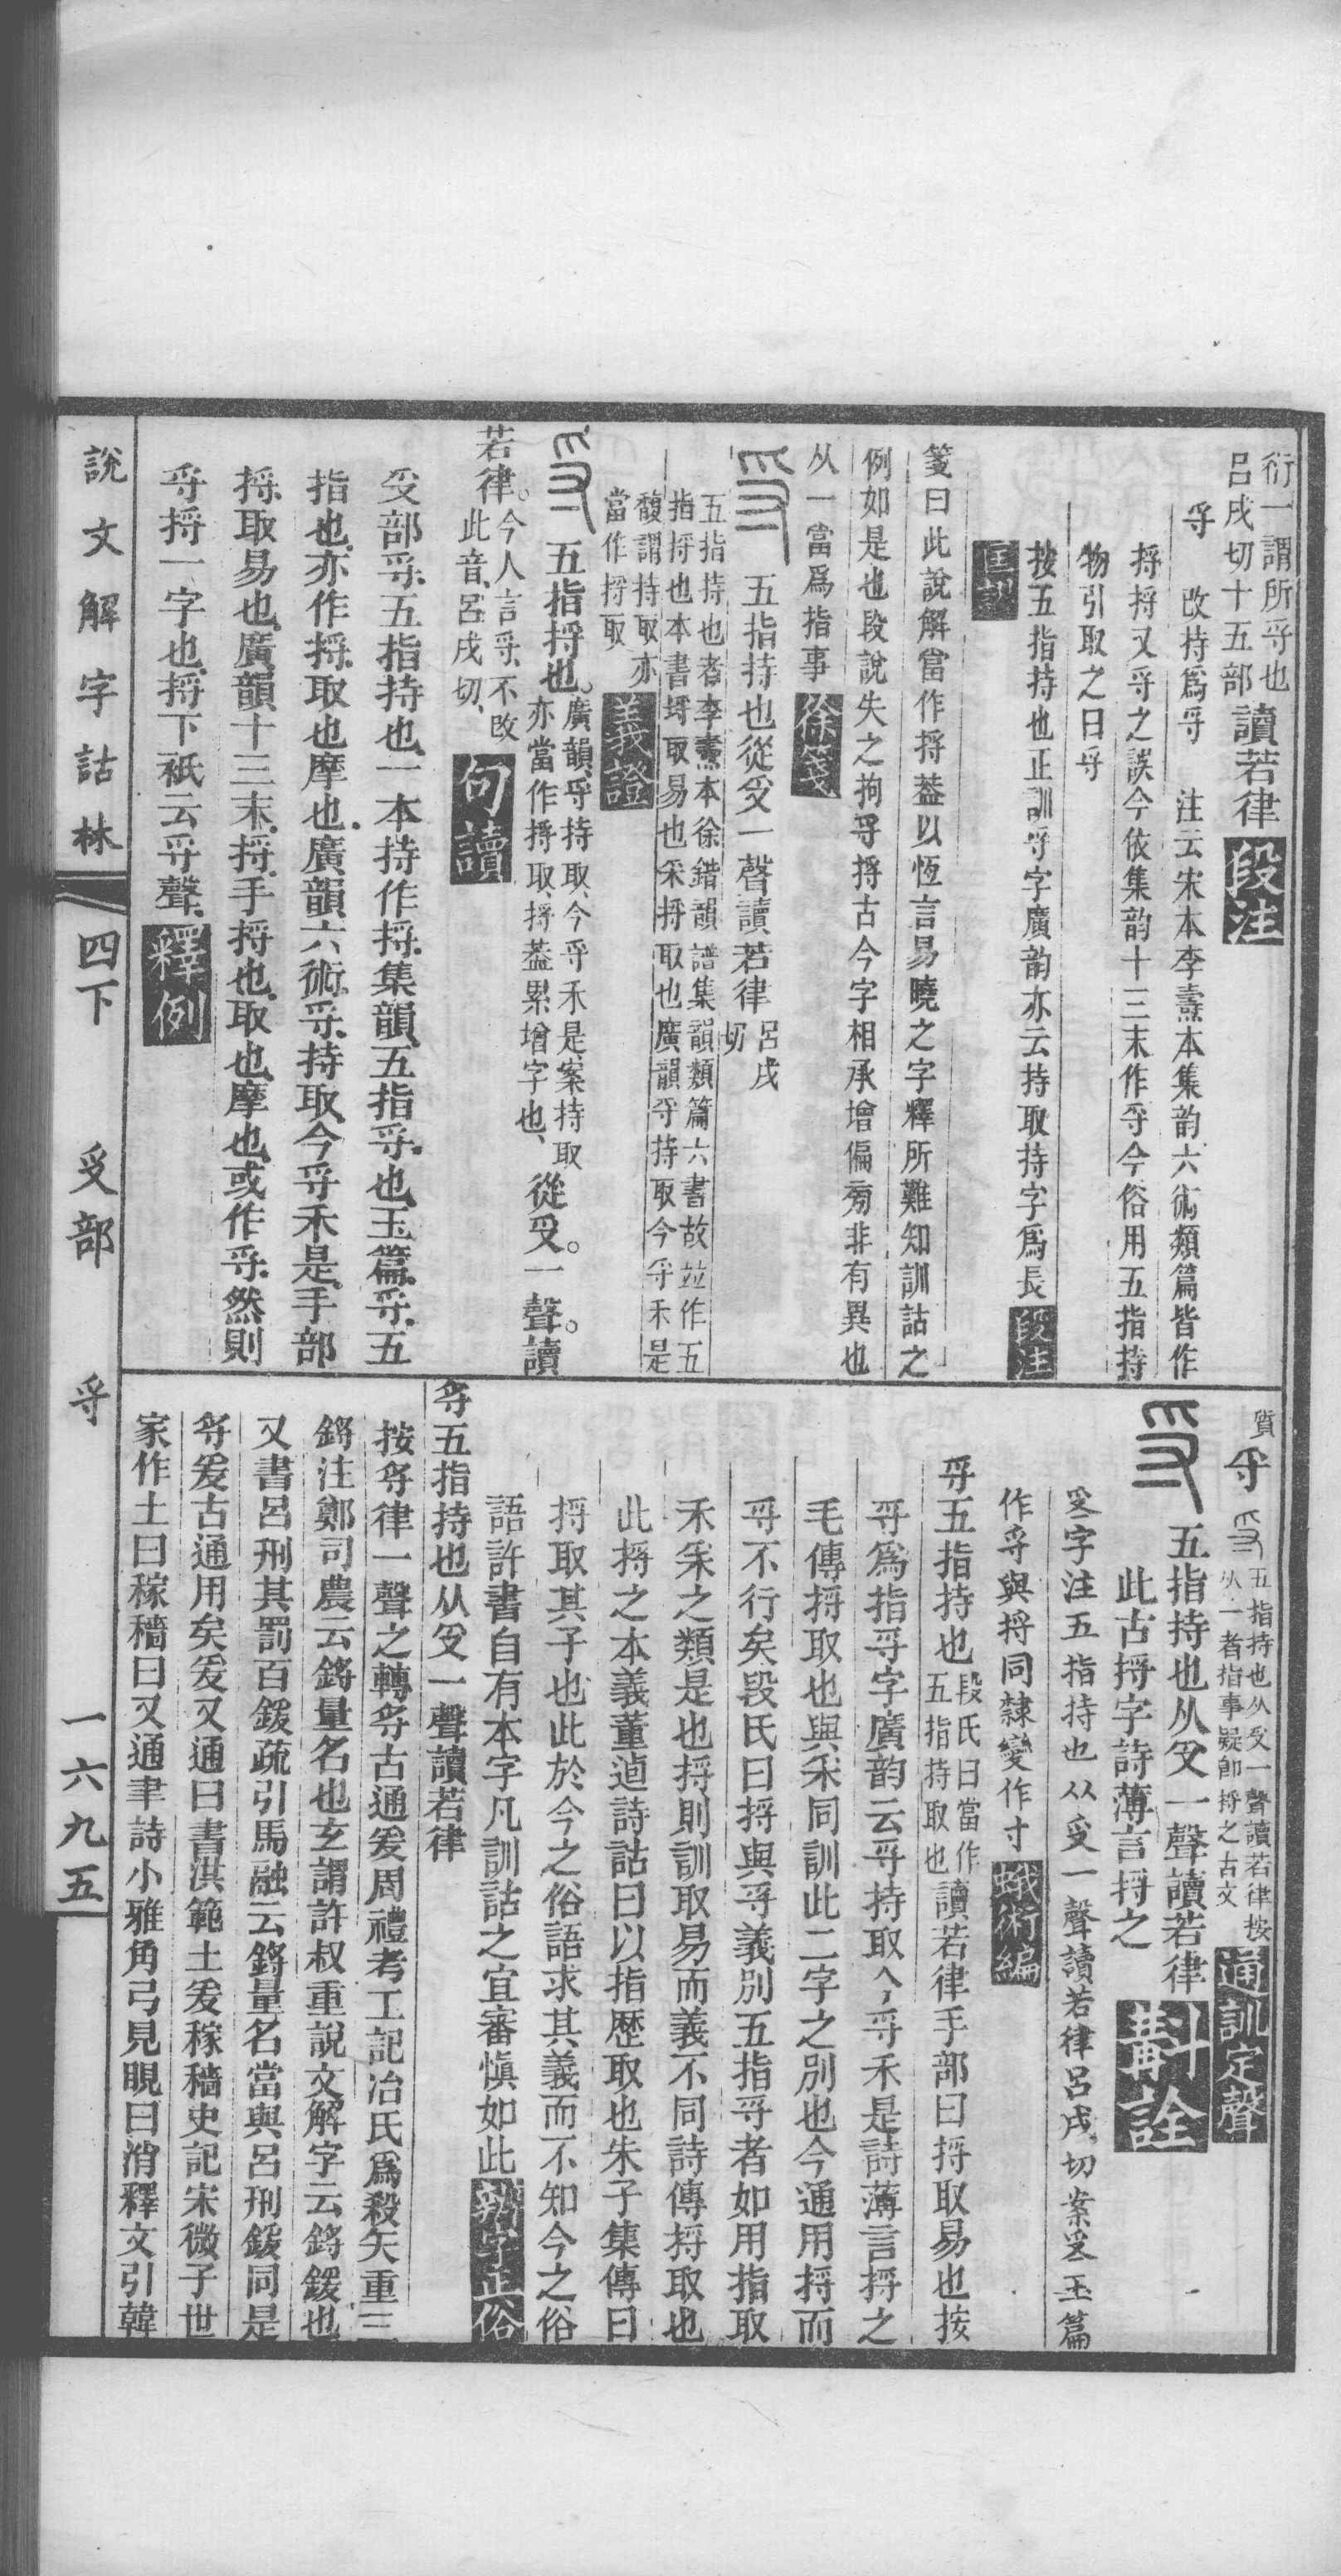 衍一謂所寽也
呂戌切十五部
讀若律 段注
寽 改持爲寽 注云宋本李燾本集韵六術類篇皆作
捋捋又寽之誤今依集韵十三末作寽今俗用五指持
物引取之曰寽
按五指持也正訓寽字廣韵亦云持取持字爲長 段注
匡謬
箋曰此說解當作捋葢以恆言易曉之字釋所難知訓詁之
例如是也段說失之拘寽捋古今字相承增偏㫄非有異也
从一當爲指事 徐箋
五指持也從𠬪一聲讀若律 呂戌
切
五指持也者李燾本徐鍇韻譜集韻類篇六書故竝作五
指捋也本書捋取易也采捋取也廣韻寽持取今寽禾是
馥謂持取亦
當作捋取 義證
五指捋也。廣韻、寽持取、今寽禾是、案持取
亦當作捋取、捋葢累增字也、從𠬪。一聲。讀
若律。今人言寽、不改
此音、呂戌切、 句讀
𠬪部寽、五指持也、一本持作捋、集韻、五指寽也、玉篇、寽、五
指也、亦作捋、取也、摩也、廣韻六術、寽、持取、今寽禾是、手部
捋、取易也、廣韻十三末、捋、手捋也、取也、摩也、或作寽、然則
寽捋一字也、捋下衹云寽聲、 釋例
說文解字詁林 四下 𠬪部 寽 一六九五
質 寽 五指持也从𠬪一聲讀若律按
从一者指事疑卽捋之古文 通訓定聲
五指持也从𠬪一聲讀若律
此古捋字詩薄言捋之 斠詮
𠬪字注五指持也从𠬪一聲讀若律呂戌切案𠬪玉篇
作寽與捋同隸變作寸 蛾術編
寽五指持也 段氏曰當作
五指持取也 讀若律手部曰捋取易也按
寽爲指寽字廣韵云寽持取今寽禾是詩薄言捋之
毛傳捋取也與采同訓此二字之別也今通用捋而
寽不行矣段氏曰捋與寽義別五指寽者如用指取
禾采之類是也捋則訓取易而義不同詩傳捋取也
此捋之本義董逌詩詁曰以指歴取也朱子集傳曰
捋取其子也此於今之俗語求其義而不知今之俗
語許書自有本字凡訓詁之宜審愼如此 說字正俗
寽五指持也从𠬪一聲讀若律
按寽律一聲之轉寽古通爰周禮考工記冶氏爲殺矢重三
鋝注鄭司農云鋝量名也玄謂許叔重說文解字云鋝鍰也
又書呂刑其罰百鍰疏引馬融云鋝量名當與呂刑鍰同是
寽爰古通用矣爰又通曰書洪範土爰稼穡史記宋微子世
家作土曰稼穡曰又通聿詩小雅角弓見晛曰消釋文引韓